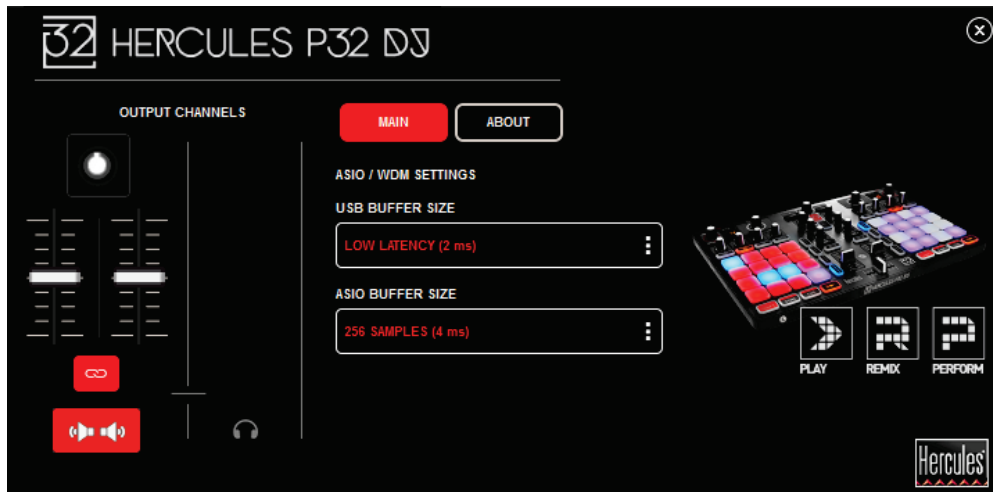 32 HERCULES P32 DJ
OUTPUT CHANNELS
MAIN
ABOUT
ASIO / WDM SETTINGS
USB BUFFER SIZE
LOW LATENCY (2 ms)
ASIO BUFFER SIZE
256 SAMPLES (4 ms)
R P
PLAY REMIX PERFORM
Hercules